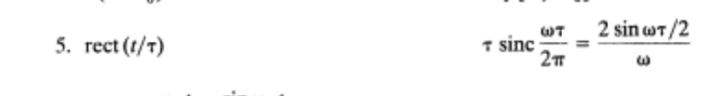 5. rect (t/τ) τ sinc ωτ/2π = 2 sin ωτ/2 / ω